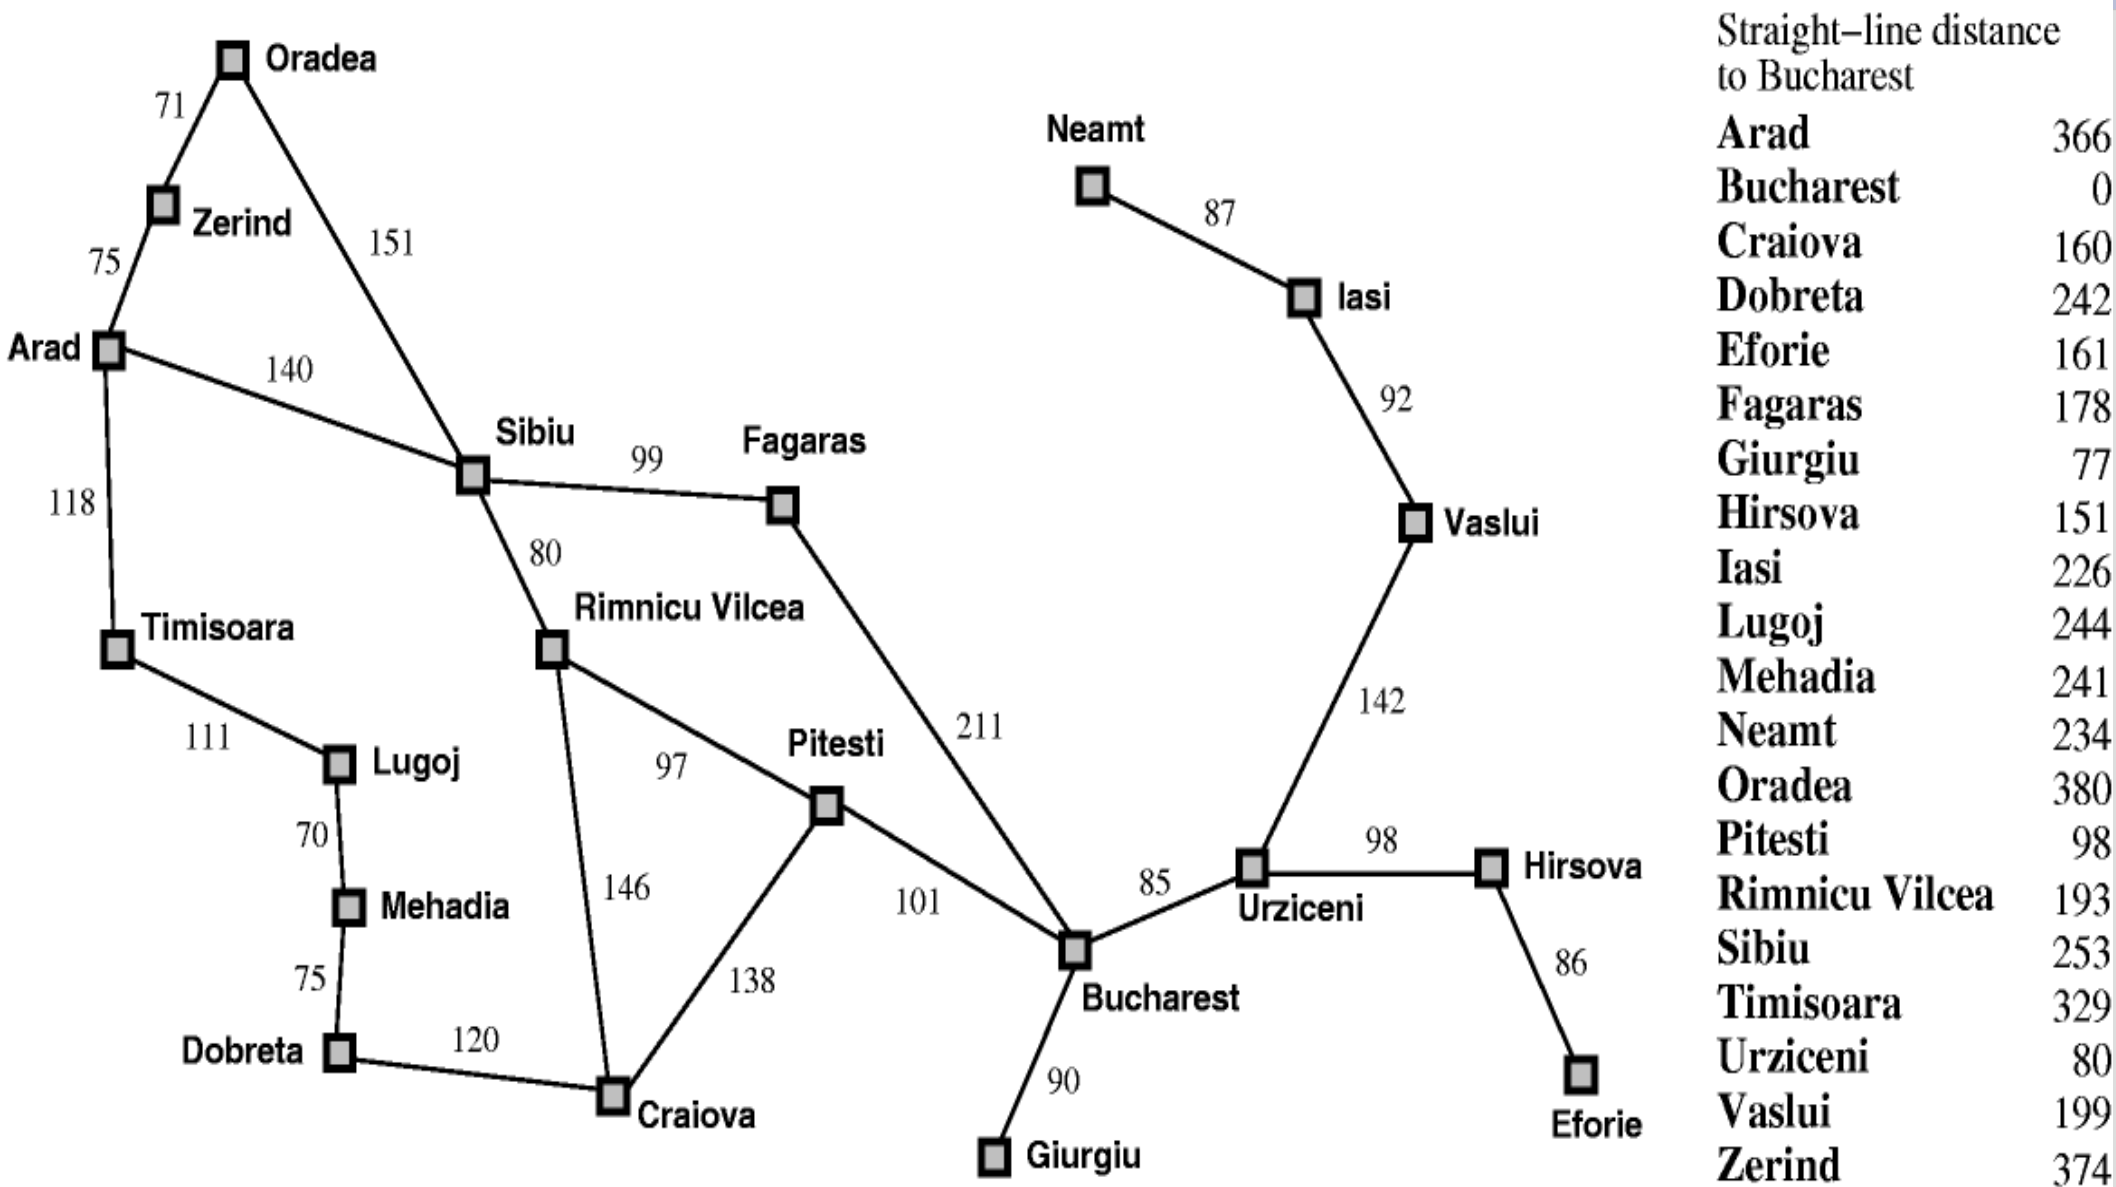 Oradea
71
Neamt
87
Zerind
151
75
Iasi
Arad
140
92
Sibiu
Fagaras
99
118
Vaslui
80
Rimnicu Vilcea
Timisoara
142
211
111
Pitesti
97
Lugoj
70
98
Hirsova
85
146
101
Mehadia
Urziceni
86
75
138
Bucharest
Dobreta
120
90
Craiova
Eforie
Giurgiu
Straight–line distance
to Bucharest
Arad 366
Bucharest 0
Craiova 160
Dobreta 242
Eforie 161
Fagaras 178
Giurgiu 77
Hirsova 151
Iasi 226
Lugoj 244
Mehadia 241
Neamt 234
Oradea 380
Pitesti 98
Rimnicu Vilcea 193
Sibiu 253
Timisoara 329
Urziceni 80
Vaslui 199
Zerind 374